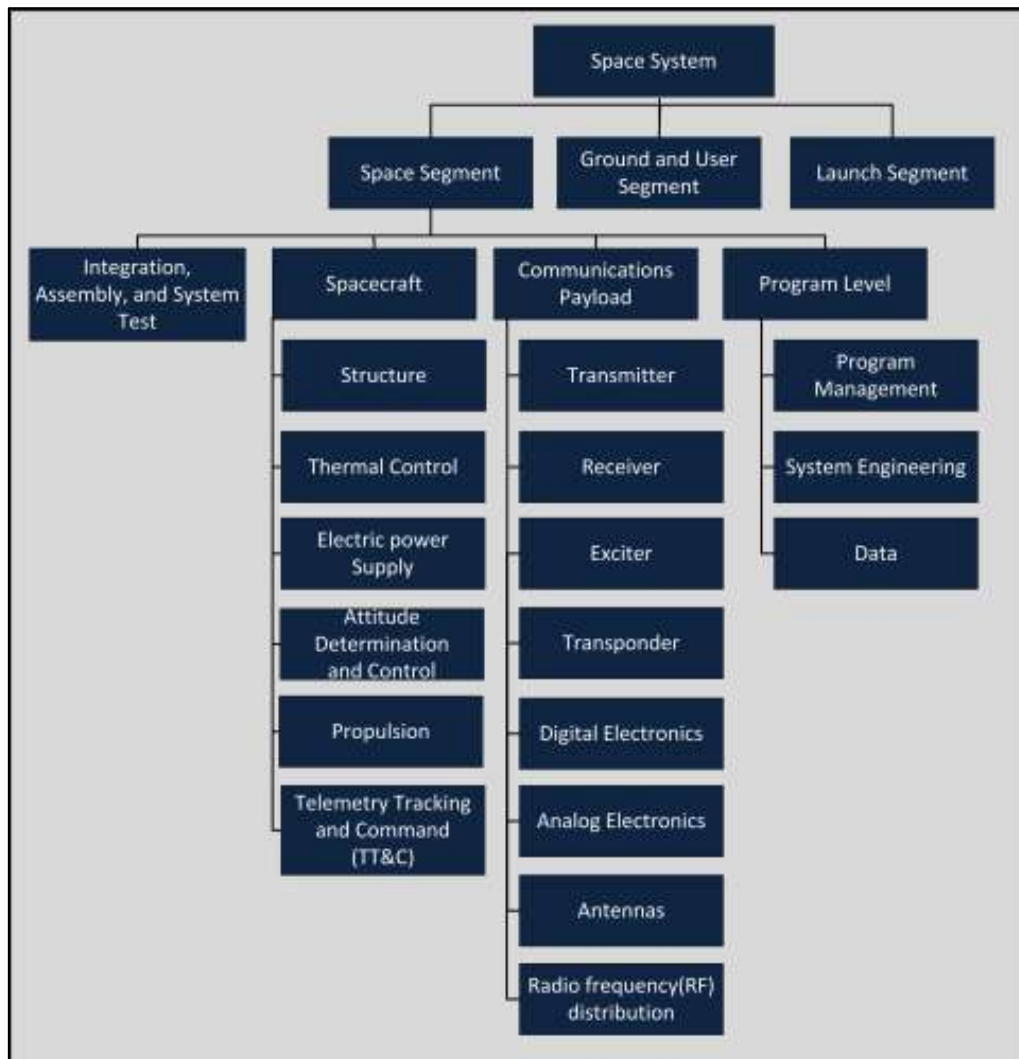 Space System
Space Segment
Ground and User
Segment
Launch Segment
Integration,
Assembly, and System
Test
Spacecraft
Communications
Payload
Program Level
Structure
Thermal Control
Electric power
Supply
Attitude
Determination
and Control
Propulsion
Telemetry Tracking
and Command
(TT&C)
Transmitter
Receiver
Exciter
Transponder
Digital Electronics
Analog Electronics
Antennas
Radio frequency(RF)
distribution
Program
Management
System Engineering
Data